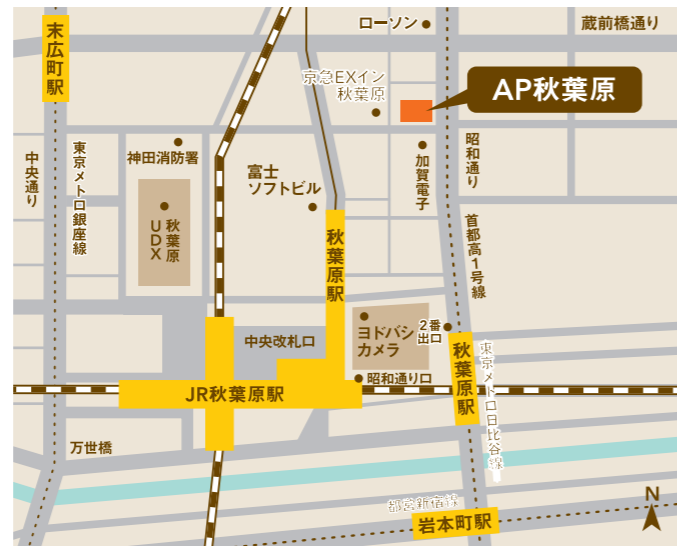 ローソン
蔵前橋通り
末広町駅
京急EXイン
秋葉原
AP秋葉原
神田消防署
中央通り
東京メトロ銀座線
富士
ソフトビル
加賀電子
昭和通り
秋葉原
UDX
首都高1号線
秋葉原駅
中央改札口
ヨドバシ
カメラ
2番
出口
昭和通り口
秋葉原駅
東京メトロ日比谷線
JR秋葉原駅
万世橋
都営新宿線
岩本町駅
N